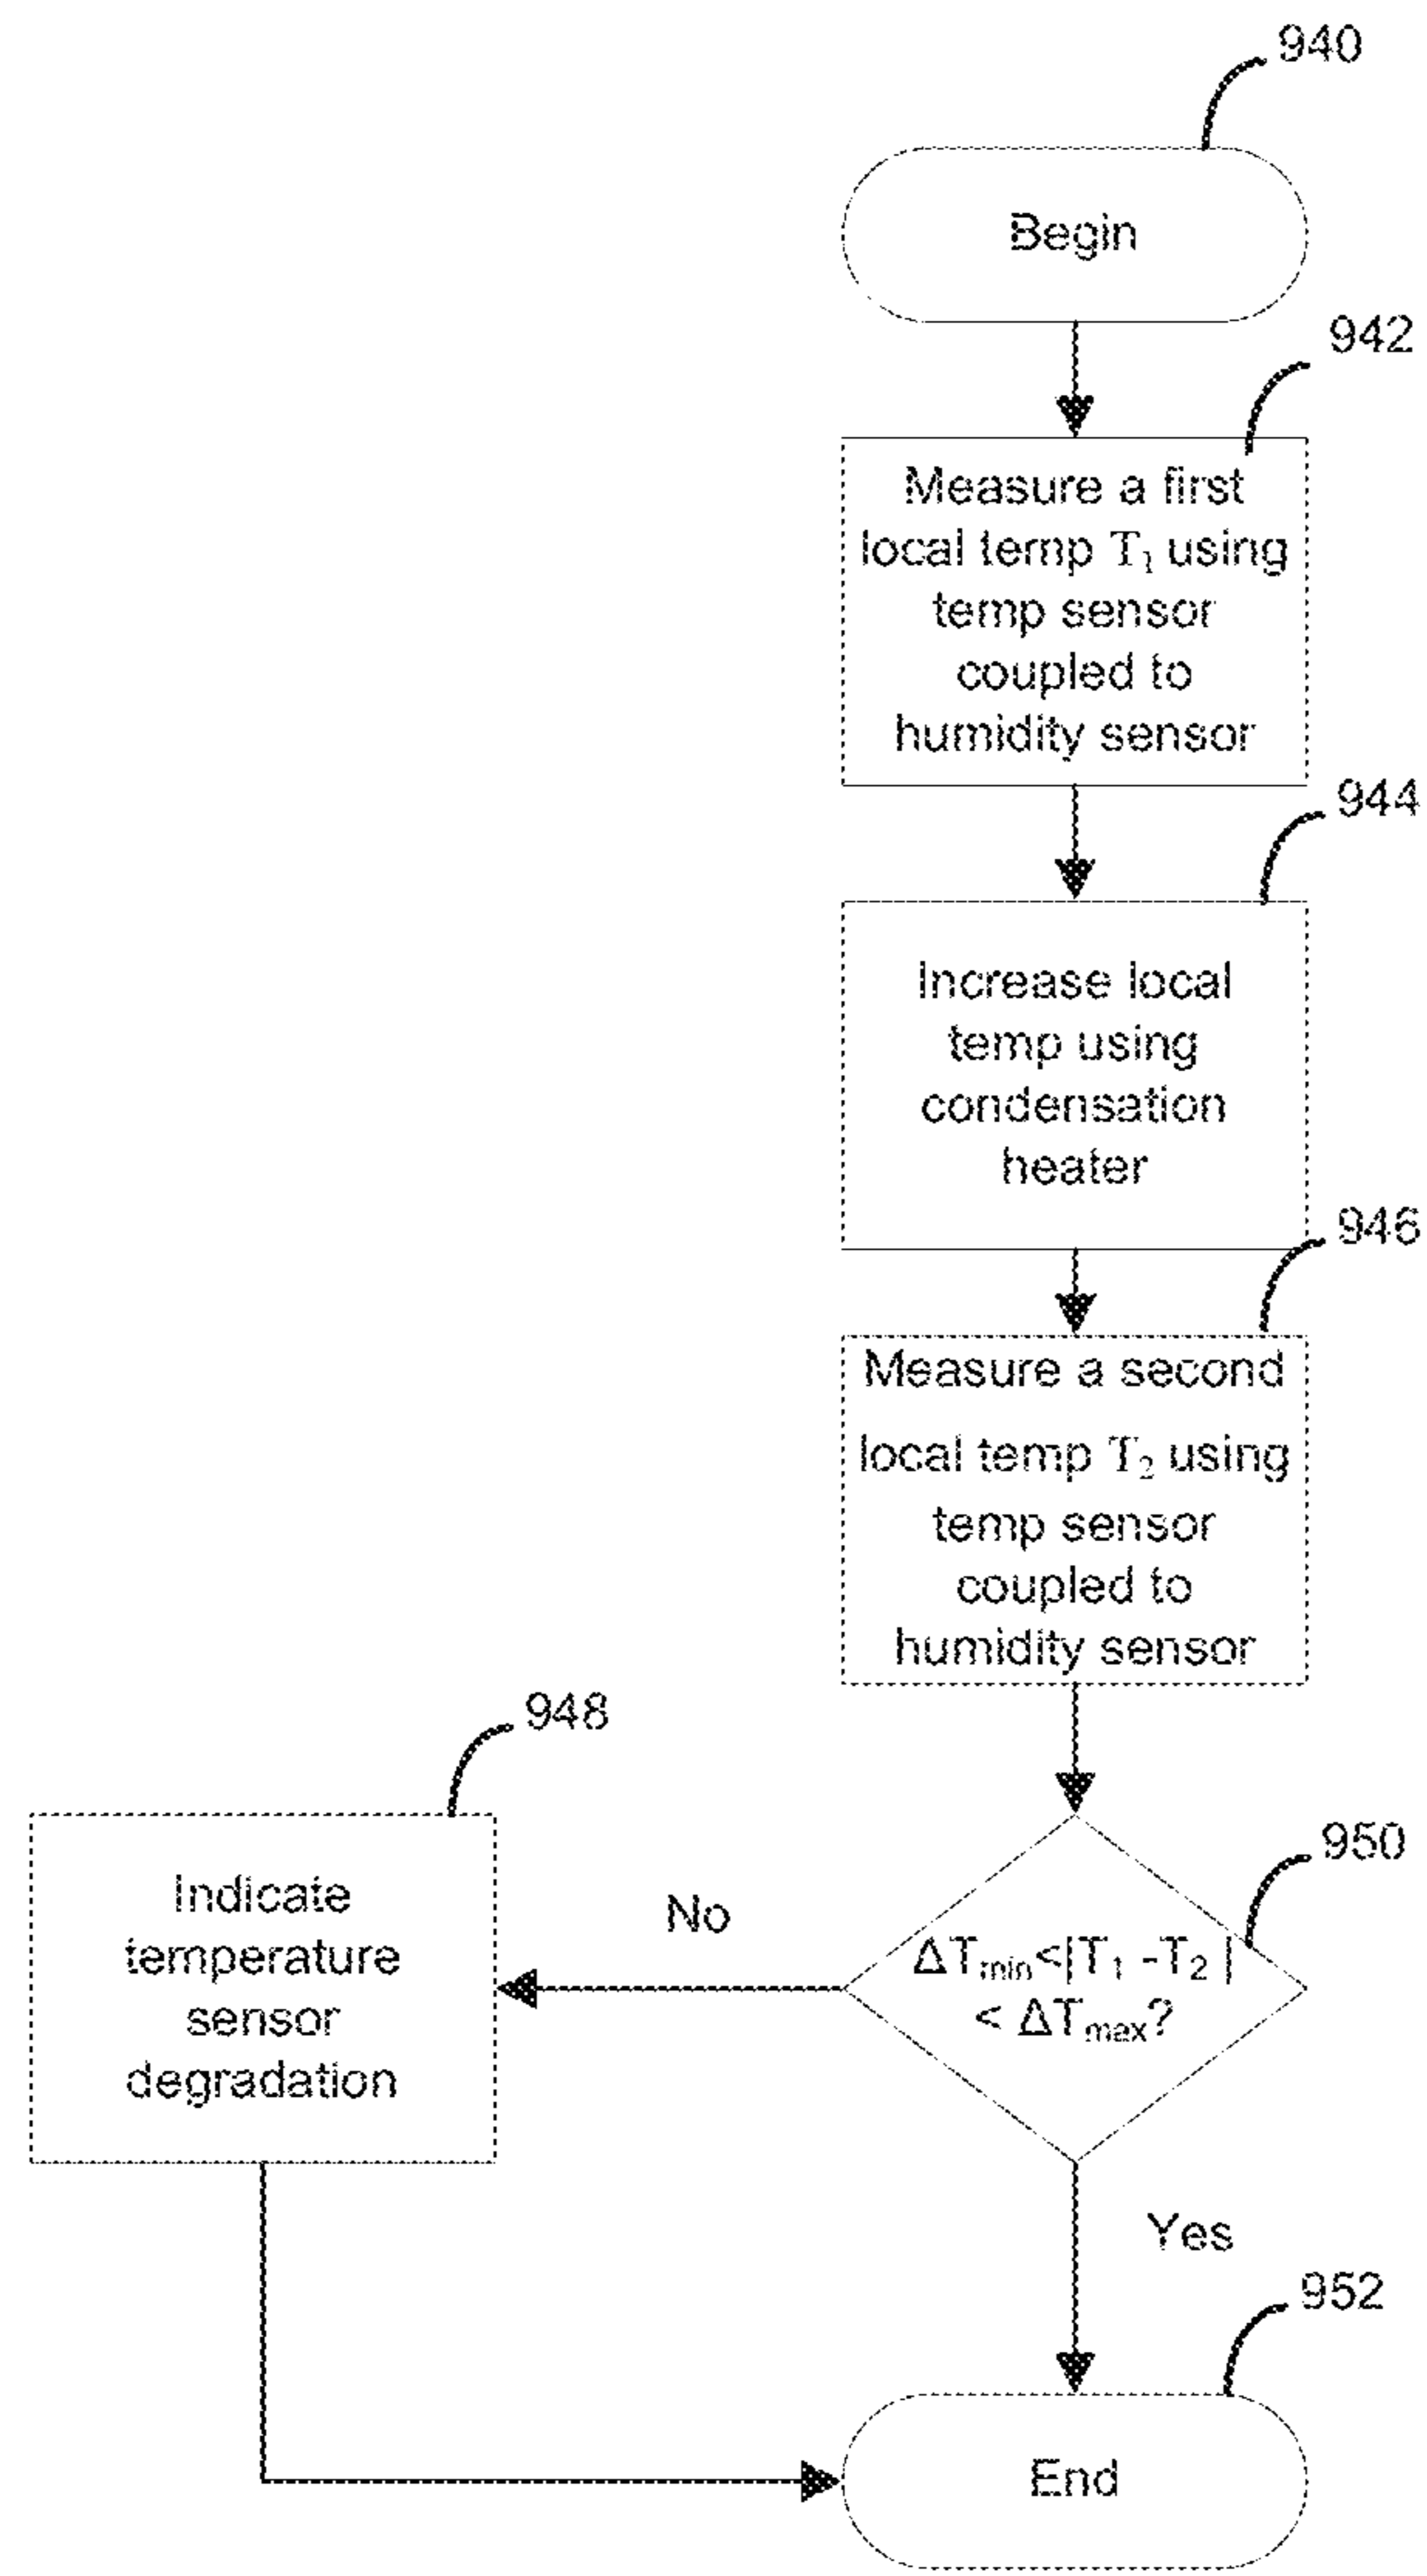 940
Begin
942
Measure a first
local temp T₁ using
temp sensor
coupled to
humidity sensor
944
Increase local
temp using
condensation
heater
946
Measure a second
local temp T₂ using
temp sensor
coupled to
humidity sensor
948
Indicate
temperature
sensor
degradation
No
950
ΔTmin<|T₁ -T₂ |
< ΔTmax?
Yes
952
End